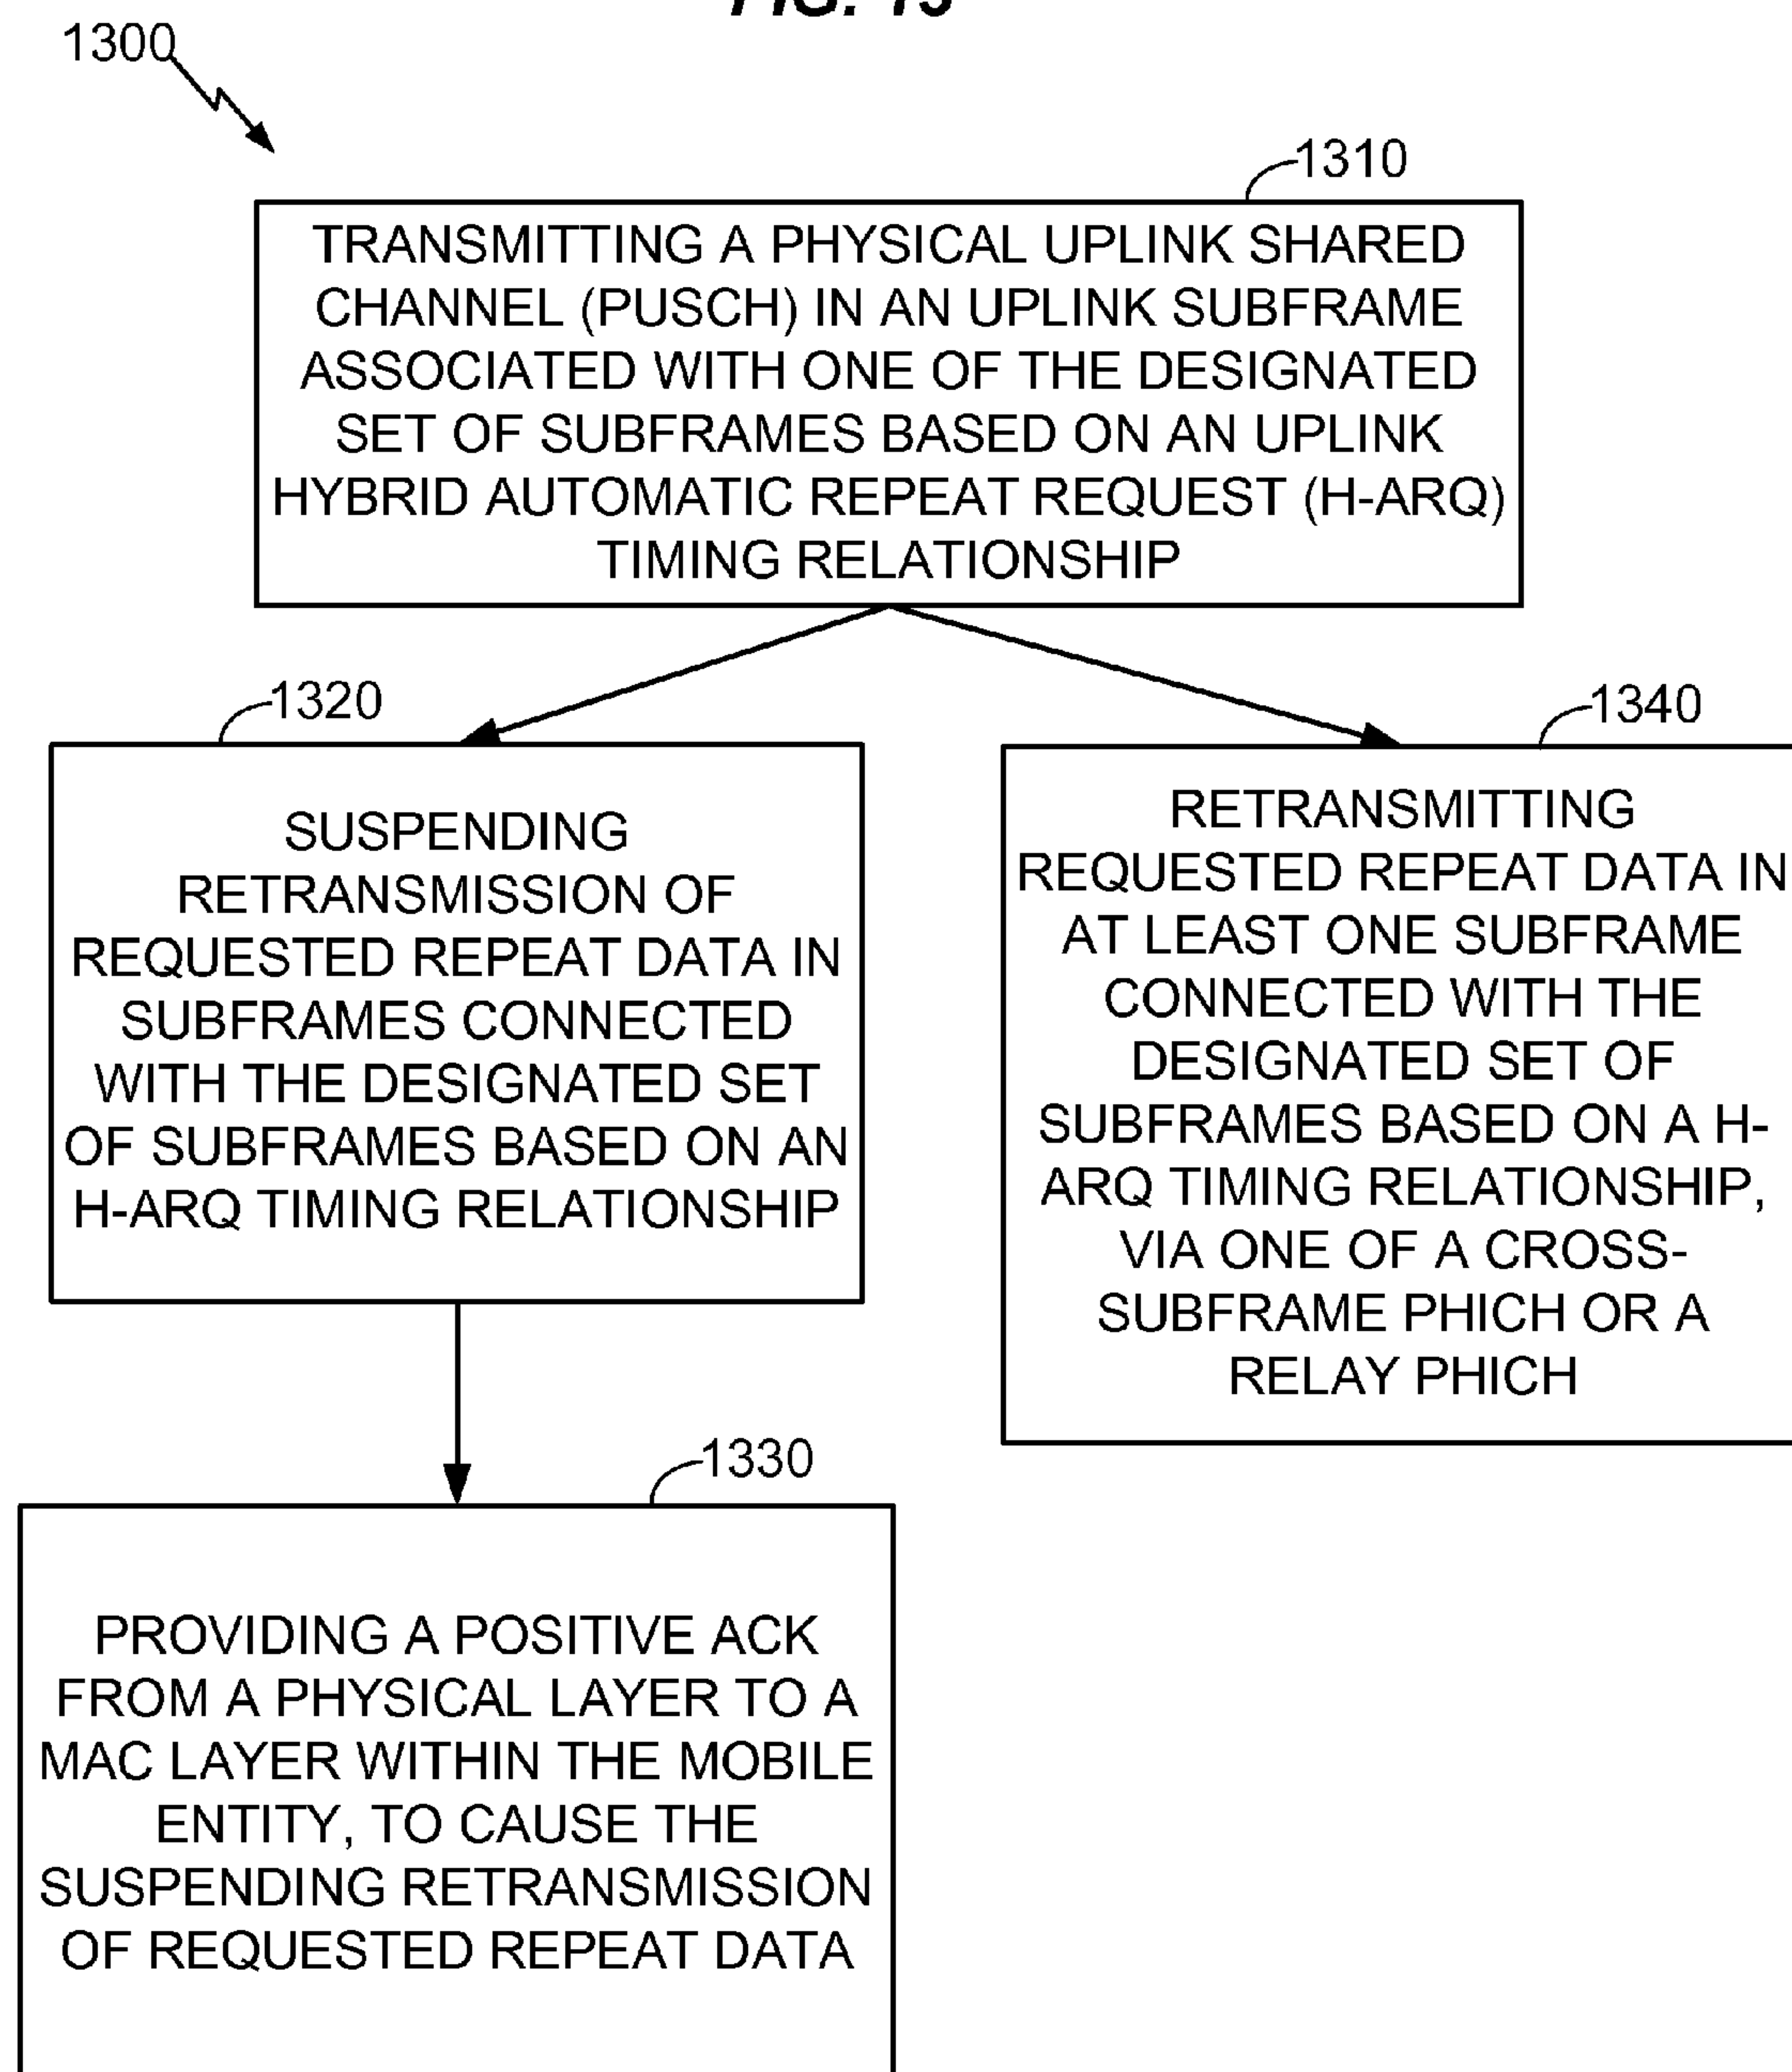 1300
1310
TRANSMITTING A PHYSICAL UPLINK SHARED
CHANNEL (PUSCH) IN AN UPLINK SUBFRAME
ASSOCIATED WITH ONE OF THE DESIGNATED
SET OF SUBFRAMES BASED ON AN UPLINK
HYBRID AUTOMATIC REPEAT REQUEST (H-ARQ)
TIMING RELATIONSHIP
1320
SUSPENDING
RETRANSMISSION OF
REQUESTED REPEAT DATA IN
SUBFRAMES CONNECTED
WITH THE DESIGNATED SET
OF SUBFRAMES BASED ON AN
H-ARQ TIMING RELATIONSHIP
1340
RETRANSMITTING
REQUESTED REPEAT DATA IN
AT LEAST ONE SUBFRAME
CONNECTED WITH THE
DESIGNATED SET OF
SUBFRAMES BASED ON A H-
ARQ TIMING RELATIONSHIP,
VIA ONE OF A CROSS-
SUBFRAME PHICH OR A
RELAY PHICH
1330
PROVIDING A POSITIVE ACK
FROM A PHYSICAL LAYER TO A
MAC LAYER WITHIN THE MOBILE
ENTITY, TO CAUSE THE
SUSPENDING RETRANSMISSION
OF REQUESTED REPEAT DATA